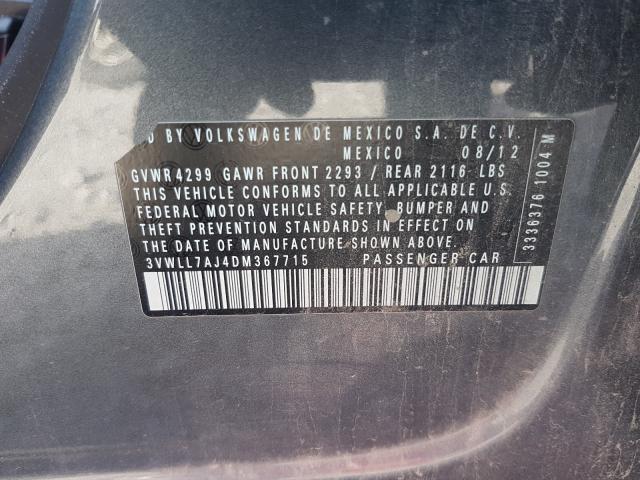 D BY VOLKSWAGEN DE MEXICO S.A. DE C.V.
MEXICO 08/12
GVWR 4299 GAWR FRONT 2293 / REAR 2116 LBS
THIS VEHICLE CONFORMS TO ALL APPLICABLE U.S.
FEDERAL MOTOR VEHICLE SAFETY, BUMPER AND
THEFT PREVENTION STANDARDS IN EFFECT ON
THE DATE OF MANUFACTURE SHOWN ABOVE.
3VWLL7AJ4DM367715 PASSENGER CAR
3336376 1004 M